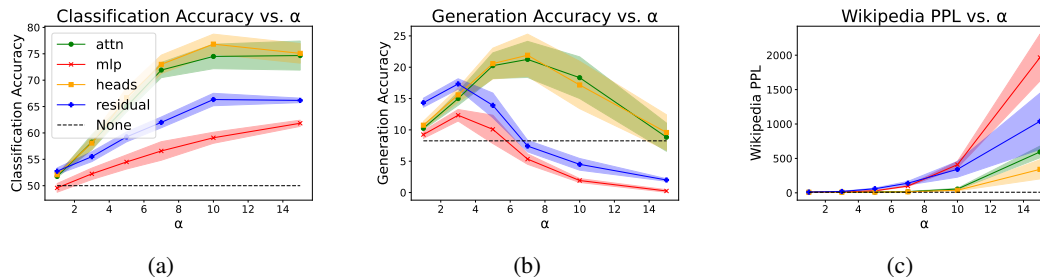 Classification Accuracy vs. α
Classification Accuracy
80
75
70
65
60
55
50
attn
mlp
heads
residual
None
2 4 6 8 10 12 14
α
(a)
Generation Accuracy vs. α
Generation Accuracy
25
20
15
10
5
0
2 4 6 8 10 12 14
α
(b)
Wikipedia PPL vs. α
Wikipedia PPL
2000
1500
1000
500
0
2 4 6 8 10 12 14
α
(c)